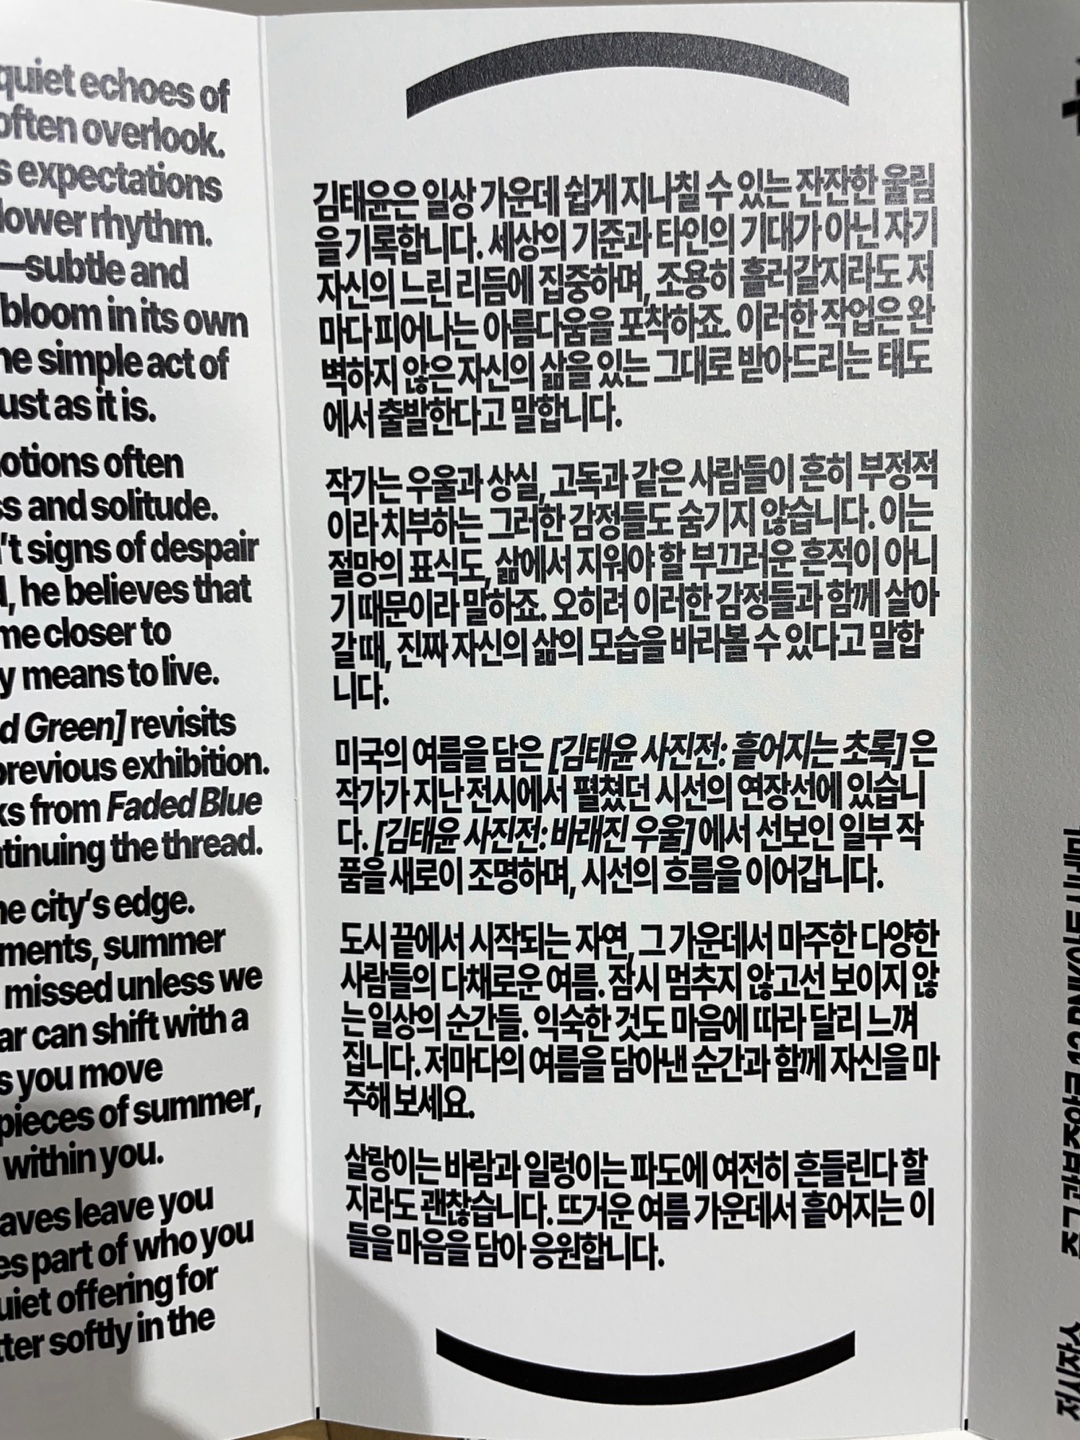 quiet echoes of
often overlook.
expectations
rhythm.
—subtle and
bloom in its own
simple act of
just as it is.
often
and solitude.
signs of despair
he believes that
me closer to
means to live.
Green] revisits
previous exhibition.
from Faded Blue
the thread.
city's edge.
summer
missed unless we
can shift with a
you move
pieces of summer,
within you.
leave you
part of who you
offering for
softly in the
김태윤은 일상 가운데 쉽게 지나칠 수 있는 잔잔한 울림
을 기록합니다. 세상의 기준과 타인의 기대가 아닌 자기
자신의 느린 리듬에 집중하며, 조용히 흘러갈지라도 저
마다 피어나는 아름다움을 포착하죠. 이러한 작업은 완
벽하지 않은 자신의 삶을 있는 그대로 받아드리는 태도
에서 출발한다고 말합니다.
작가는 우울과 상실, 고독과 같은 사람들이 흔히 부정적
이라 치부하는 그러한 감정들도 숨기지 않습니다. 이는
절망의 표식도, 삶에서 지워야 할 부끄러운 흔적이 아니
기 때문이라 말하죠. 오히려 이러한 감정들과 함께 살아
갈 때, 진짜 자신의 삶의 모습을 바라볼 수 있다고 말합
니다.
미국의 여름을 담은 [김태윤 사진전: 흩어지는 초록]은
작가가 지난 전시에서 펼쳤던 시선의 연장선에 있습니
다. [김태윤 사진전: 바래진 우울]에서 선보인 일부 작
품을 새로이 조명하며, 시선의 흐름을 이어갑니다.
도시 끝에서 시작되는 자연, 그 가운데서 마주한 다양한
사람들의 다채로운 여름. 잠시 멈추지 않고선 보이지 않
는 일상의 순간들. 익숙한 것도 마음에 따라 달리 느껴
집니다. 저마다의 여름을 담아낸 순간과 함께 자신을 마
주해 보세요.
살랑이는 바람과 일렁이는 파도에 여전히 흔들린다 할
지라도 괜찮습니다. 뜨거운 여름 가운데서 흩어지는 이
들을 마음을 담아 응원합니다.